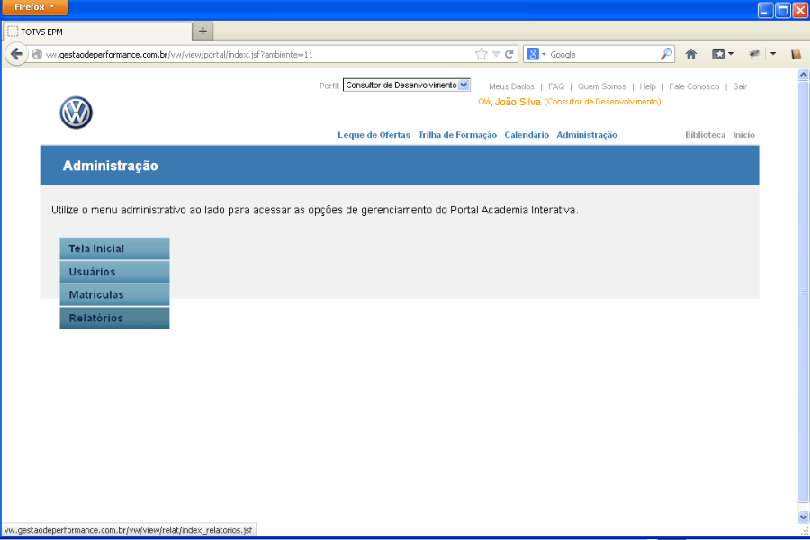 Firefox
TOTVS EPM
vw.gestaodeperformance.com.br/vw/view/portal/index.jsf?ambiente=11
Google
Perfil: Consultor de Desenvolvimento
Meus Dados | FAQ | Quem Somos | Help | Fale Conosco | Sair
Olá, João Silva (Consultor de Desenvolvimento)
Leque de Ofertas Trilha de Formação Calendário Administração Biblioteca Início
Administração
Utilize o menu administrativo ao lado para acessar as opções de gerenciamento do Portal Academia Interativa.
Tela Inicial
Usuários
Matrículas
Relatórios
vw.gestaodeperformance.com.br/vw/view/relat/index_relatorios.jsf